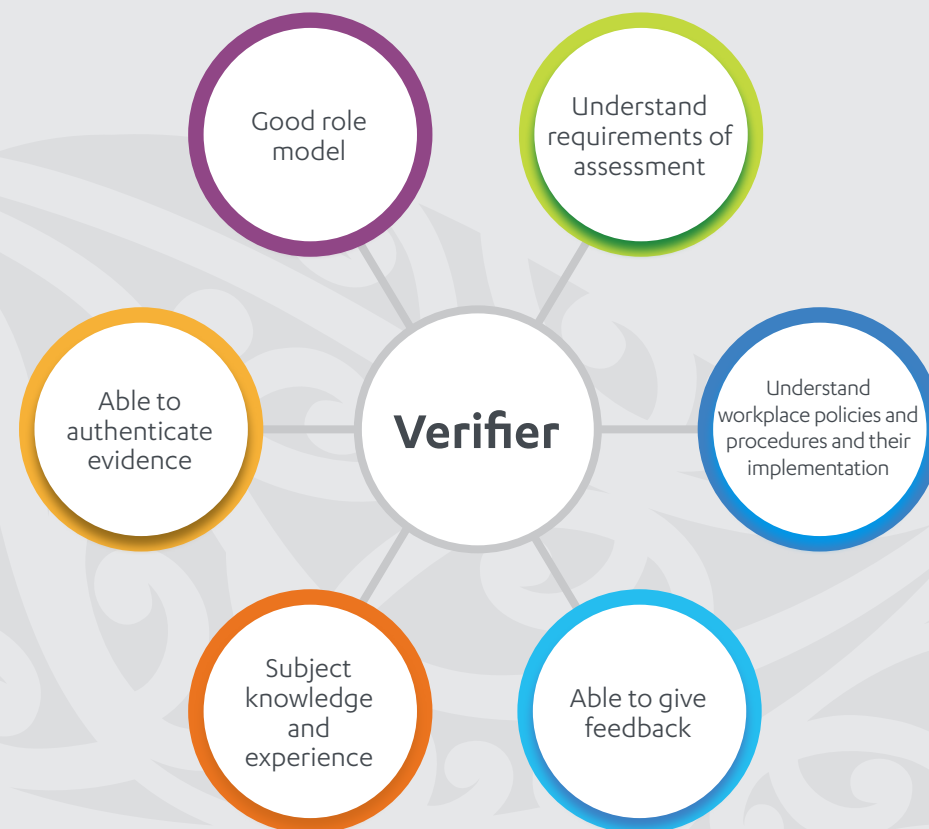 Good role
model
Understand
requirements of
assessment
Able to
authenticate
evidence
Verifier
Understand
workplace policies and
procedures and their
implementation
Subject
knowledge
and
experience
Able to give
feedback